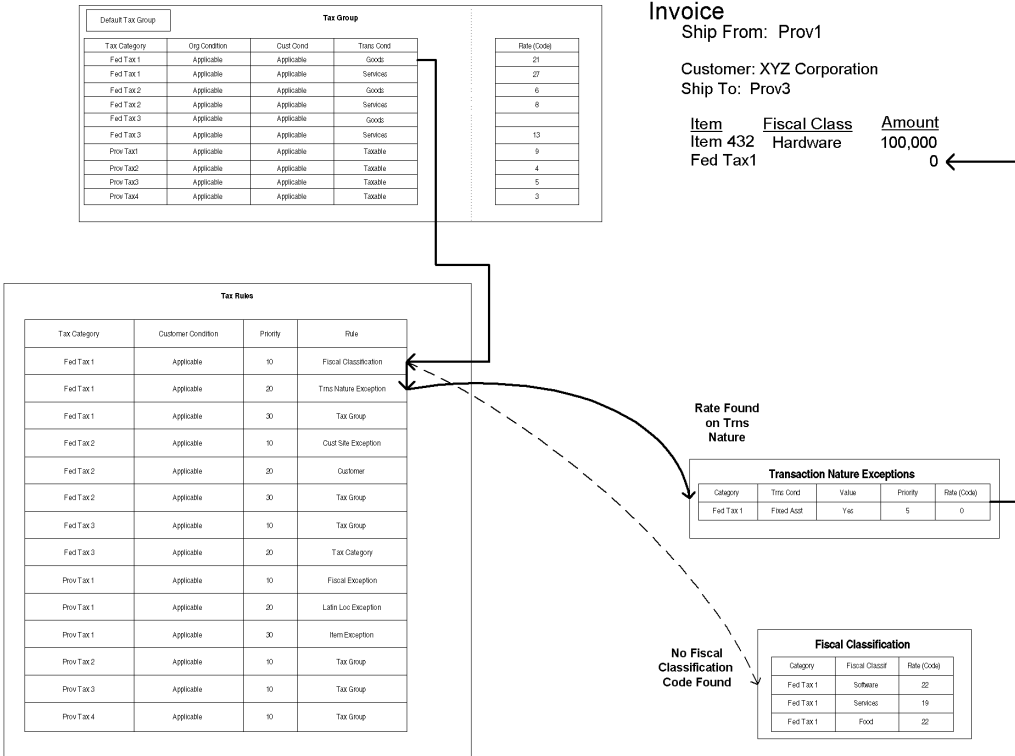 Default Tax Group
Tax Group
Tax Category Org Condition Cust Cond Trans Cond Rate (Code)
Fed Tax 1 Applicable Applicable Goods 21
Fed Tax 1 Applicable Applicable Services 27
Fed Tax 2 Applicable Applicable Goods 6
Fed Tax 2 Applicable Applicable Services 8
Fed Tax 3 Applicable Applicable Goods
Fed Tax 3 Applicable Applicable Services 13
Prov Tax1 Applicable Applicable Taxable 9
Prov Tax2 Applicable Applicable Taxable 4
Prov Tax3 Applicable Applicable Taxable 5
Prov Tax4 Applicable Applicable Taxable 3
Invoice
Ship From: Prov1
Customer: XYZ Corporation
Ship To: Prov3
Item Fiscal Class Amount
Item 432 Hardware 100,000
Fed Tax1 0
Tax Rules
Tax Category Customer Condition Priority Rule
Fed Tax 1 Applicable 10 Fiscal Classification
Fed Tax 1 Applicable 20 Trns Nature Exception
Fed Tax 1 Applicable 30 Tax Group
Fed Tax 2 Applicable 10 Cust Site Exception
Fed Tax 2 Applicable 20 Customer
Fed Tax 2 Applicable 30 Tax Group
Fed Tax 3 Applicable 10 Tax Group
Fed Tax 3 Applicable 20 Tax Category
Prov Tax 1 Applicable 10 Fiscal Exception
Prov Tax 1 Applicable 20 Latin Loc Exception
Prov Tax 1 Applicable 30 Item Exception
Prov Tax 2 Applicable 10 Tax Group
Prov Tax 3 Applicable 10 Tax Group
Prov Tax 4 Applicable 10 Tax Group
Rate Found
on Trns
Nature
Transaction Nature Exceptions
Category Trns Cond Value Priority Rate (Code)
Fed Tax 1 Fixed Asst Yes 5 0
No Fiscal
Classification
Code Found
Fiscal Classification
Category Fiscal Classif Rate (Code)
Fed Tax 1 Software 22
Fed Tax 1 Services 19
Fed Tax 1 Food 22